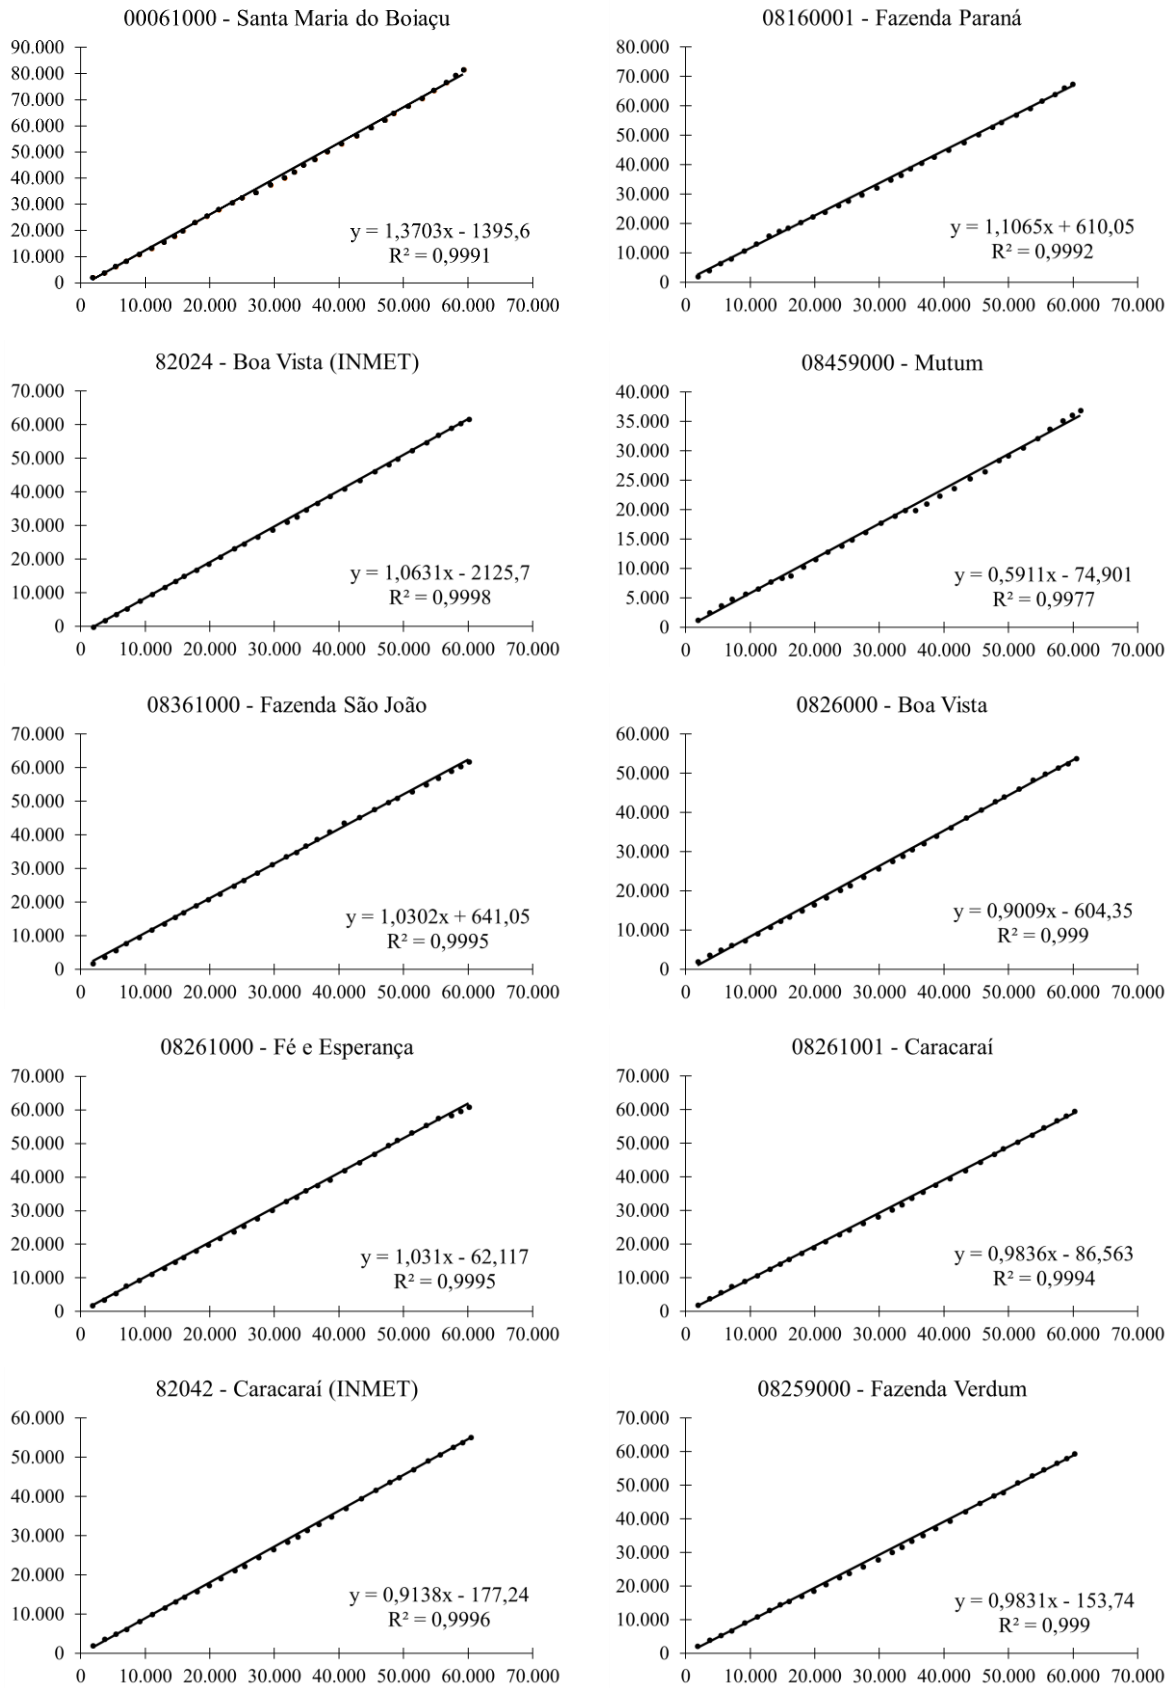 00061000 - Santa Maria do Boiaçu
90.000
80.000
70.000
60.000
50.000
40.000
30.000
20.000
10.000
0
y = 1,3703x - 1395,6
R² = 0,9991
0 10.000 20.000 30.000 40.000 50.000 60.000 70.000
08160001 - Fazenda Paraná
80.000
70.000
60.000
50.000
40.000
30.000
20.000
10.000
0
y = 1,1065x + 610,05
R² = 0,9992
0 10.000 20.000 30.000 40.000 50.000 60.000 70.000
82024 - Boa Vista (INMET)
70.000
60.000
50.000
40.000
30.000
20.000
10.000
0
y = 1,0631x - 2125,7
R² = 0,9998
0 10.000 20.000 30.000 40.000 50.000 60.000 70.000
08459000 - Mutum
40.000
35.000
30.000
25.000
20.000
15.000
10.000
5.000
0
y = 0,5911x - 74,901
R² = 0,9977
0 10.000 20.000 30.000 40.000 50.000 60.000 70.000
08361000 - Fazenda São João
70.000
60.000
50.000
40.000
30.000
20.000
10.000
0
y = 1,0302x + 641,05
R² = 0,9995
0 10.000 20.000 30.000 40.000 50.000 60.000 70.000
0826000 - Boa Vista
60.000
50.000
40.000
30.000
20.000
10.000
0
y = 0,9009x - 604,35
R² = 0,999
0 10.000 20.000 30.000 40.000 50.000 60.000 70.000
08261000 - Fé e Esperança
70.000
60.000
50.000
40.000
30.000
20.000
10.000
0
y = 1,031x - 62,117
R² = 0,9995
0 10.000 20.000 30.000 40.000 50.000 60.000 70.000
08261001 - Caracaraí
70.000
60.000
50.000
40.000
30.000
20.000
10.000
0
y = 0,9836x - 86,563
R² = 0,9994
0 10.000 20.000 30.000 40.000 50.000 60.000 70.000
82042 - Caracaraí (INMET)
60.000
50.000
40.000
30.000
20.000
10.000
0
y = 0,9138x - 177,24
R² = 0,9996
0 10.000 20.000 30.000 40.000 50.000 60.000 70.000
08259000 - Fazenda Verdum
70.000
60.000
50.000
40.000
30.000
20.000
10.000
0
y = 0,9831x - 153,74
R² = 0,999
0 10.000 20.000 30.000 40.000 50.000 60.000 70.000